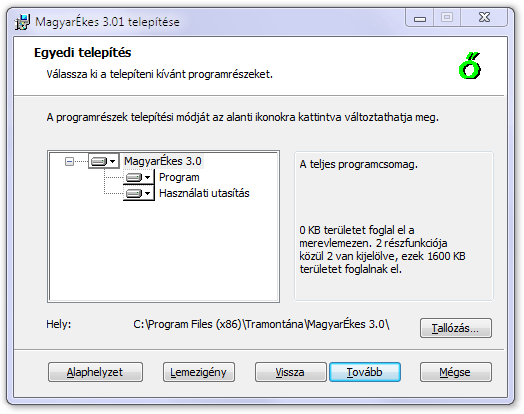 MagyarÉkes 3.01 telepítése
Egyedi telepítés
Válassza ki a telepíteni kívánt programrészeket.
ő
A programrészek telepítési módját az alanti ikonokra kattintva változtathatja meg.
MagyarÉkes 3.0
Program
Használati utasítás
A teljes programcsomag.
0 KB területet foglal el a
merevlemezen. 2 részfunkciója
közül 2 van kijelölve, ezek 1600 KB
területet foglalnak el.
Hely: C:\Program Files (x86)\Tramontána\MagyarÉkes 3.0\
Tallózás...
Alaphelyzet Lemezigény Vissza Tovább Mégse